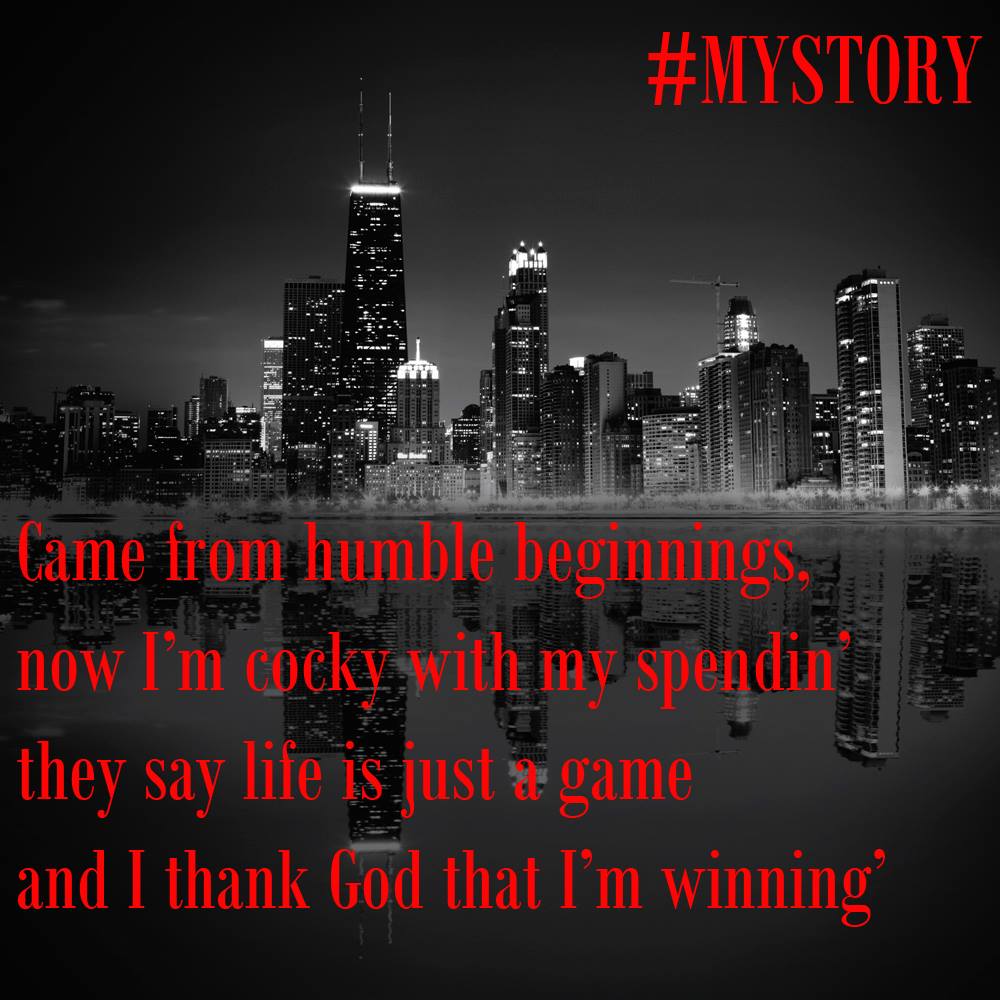 #MYSTORY
Came from humble beginnings,
now I’m cocky with my spendin’
they say life is just a game
and I thank God that I’m winning’